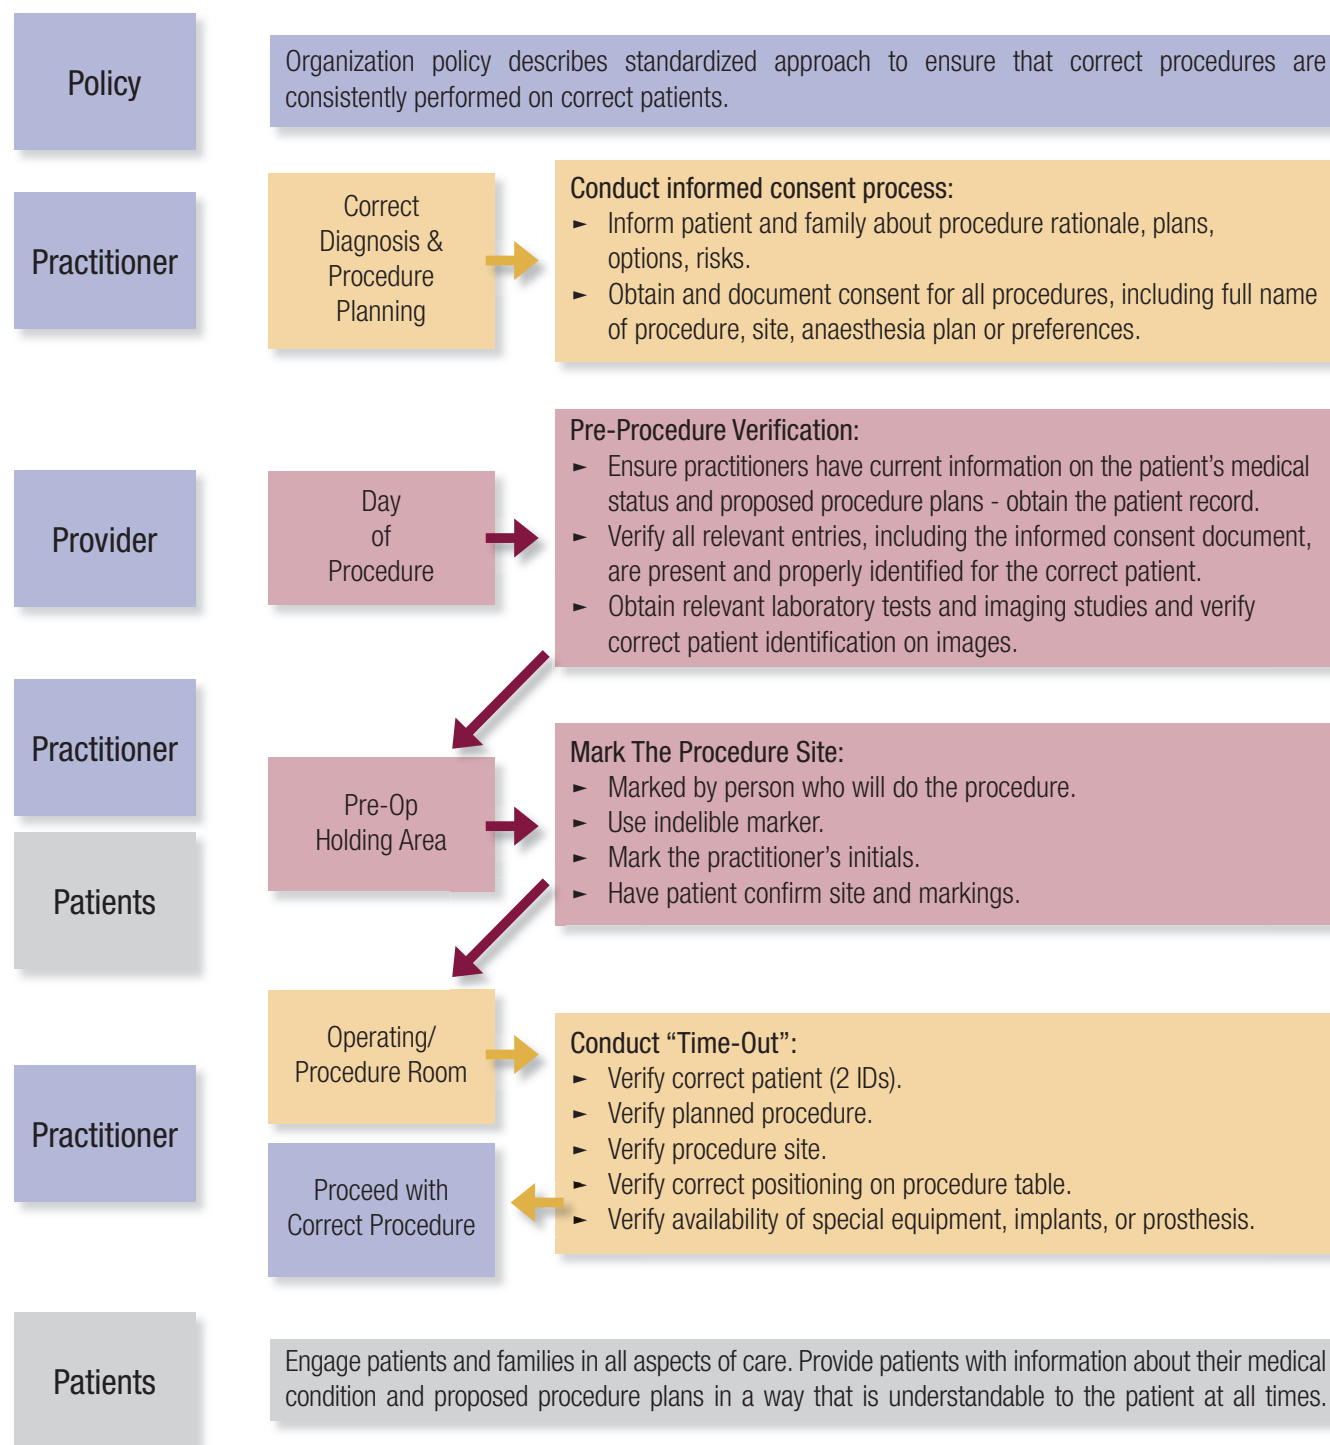 Policy
Organization policy describes standardized approach to ensure that correct procedures are
consistently performed on correct patients.
Practitioner
Correct
Diagnosis &
Procedure
Planning
Conduct informed consent process:
► Inform patient and family about procedure rationale, plans,
options, risks.
► Obtain and document consent for all procedures, including full name
of procedure, site, anaesthesia plan or preferences.
Provider
Day
of
Procedure
Pre-Procedure Verification:
► Ensure practitioners have current information on the patient’s medical
status and proposed procedure plans - obtain the patient record.
► Verify all relevant entries, including the informed consent document,
are present and properly identified for the correct patient.
► Obtain relevant laboratory tests and imaging studies and verify
correct patient identification on images.
Practitioner
Patients
Pre-Op
Holding Area
Mark The Procedure Site:
► Marked by person who will do the procedure.
► Use indelible marker.
► Mark the practitioner’s initials.
► Have patient confirm site and markings.
Practitioner
Operating/
Procedure Room
Conduct “Time-Out”:
► Verify correct patient (2 IDs).
► Verify planned procedure.
► Verify procedure site.
► Verify correct positioning on procedure table.
► Verify availability of special equipment, implants, or prosthesis.
Proceed with
Correct Procedure
Patients
Engage patients and families in all aspects of care. Provide patients with information about their medical
condition and proposed procedure plans in a way that is understandable to the patient at all times.